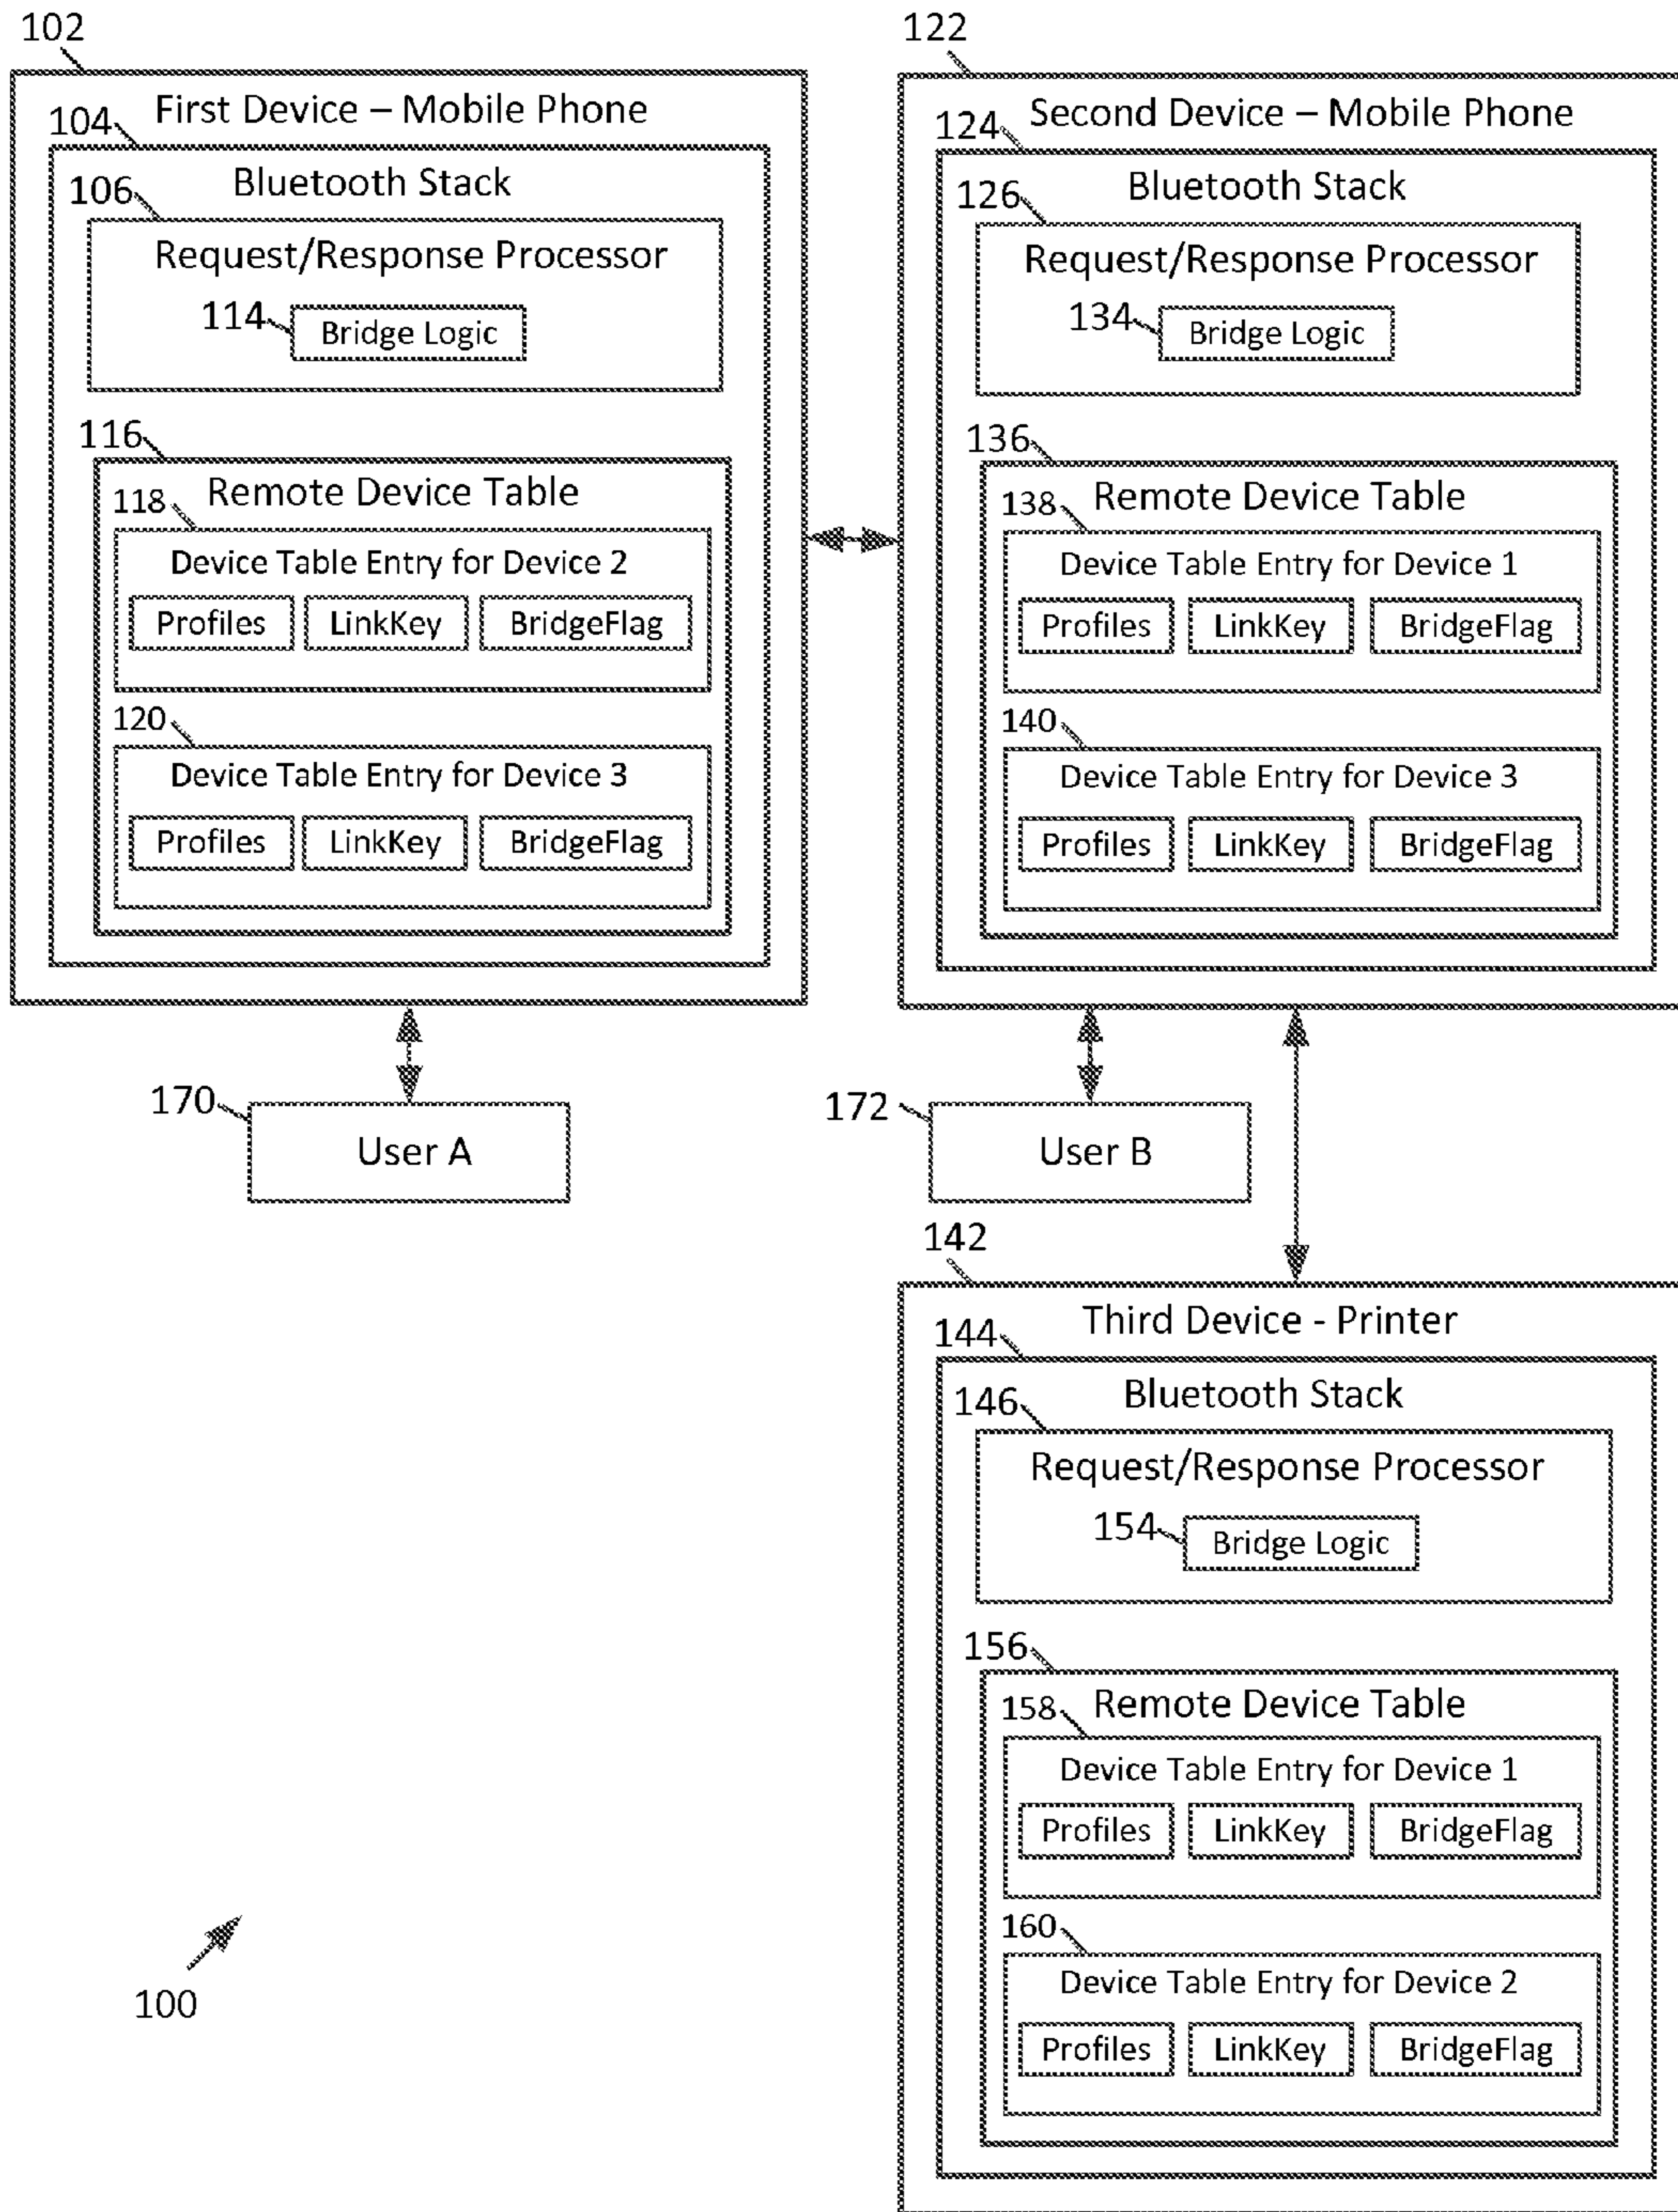 102
First Device – Mobile Phone
104
Bluetooth Stack
106
Request/Response Processor
114
Bridge Logic
116
Remote Device Table
118
Device Table Entry for Device 2
Profiles LinkKey BridgeFlag
120
Device Table Entry for Device 3
Profiles LinkKey BridgeFlag
170
User A
122
Second Device – Mobile Phone
124
Bluetooth Stack
126
Request/Response Processor
134
Bridge Logic
136
Remote Device Table
138
Device Table Entry for Device 1
Profiles LinkKey BridgeFlag
140
Device Table Entry for Device 3
Profiles LinkKey BridgeFlag
172
User B
142
Third Device - Printer
144
Bluetooth Stack
146
Request/Response Processor
154
Bridge Logic
156
Remote Device Table
158
Device Table Entry for Device 1
Profiles LinkKey BridgeFlag
160
Device Table Entry for Device 2
Profiles LinkKey BridgeFlag
100